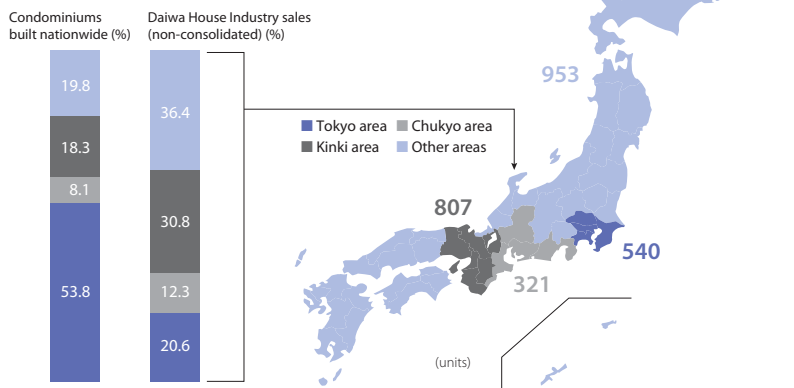 Condominiums
built nationwide (%)
Daiwa House Industry sales
(non-consolidated) (%)
19.8
18.3
8.1
53.8
36.4
30.8
12.3
20.6
Tokyo area
Chukyo area
Kinki area
Other areas
953
807
540
321
(units)